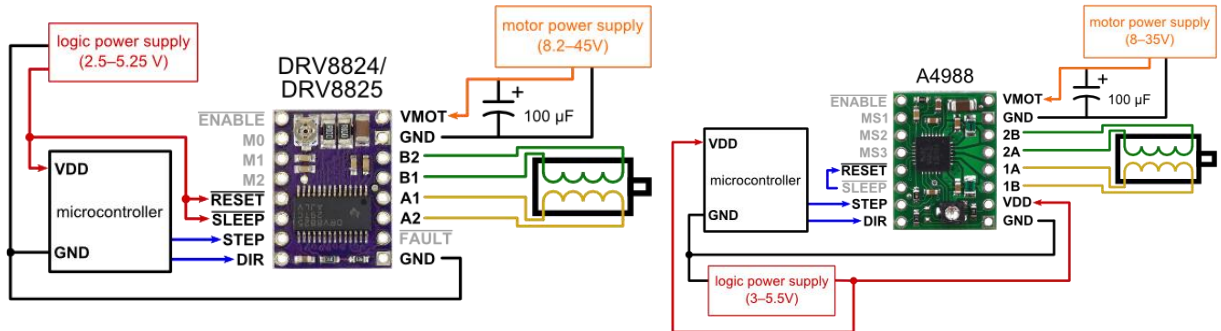 logic power supply
(2.5–5.25 V)
motor power supply
(8.2–45V)
DRV8824/
DRV8825
ENABLE
M0
M1
M2
RESET
SLEEP
STEP
DIR
VMOT
GND
B2
B1
A1
A2
FAULT
GND
+
100 µF
VDD
microcontroller
GND
motor power supply
(8–35V)
A4988
ENABLE
MS1
MS2
MS3
RESET
SLEEP
STEP
DIR
VMOT
GND
2B
2A
1A
1B
VDD
GND
+
100 µF
VDD
microcontroller
GND
logic power supply
(3–5.5V)